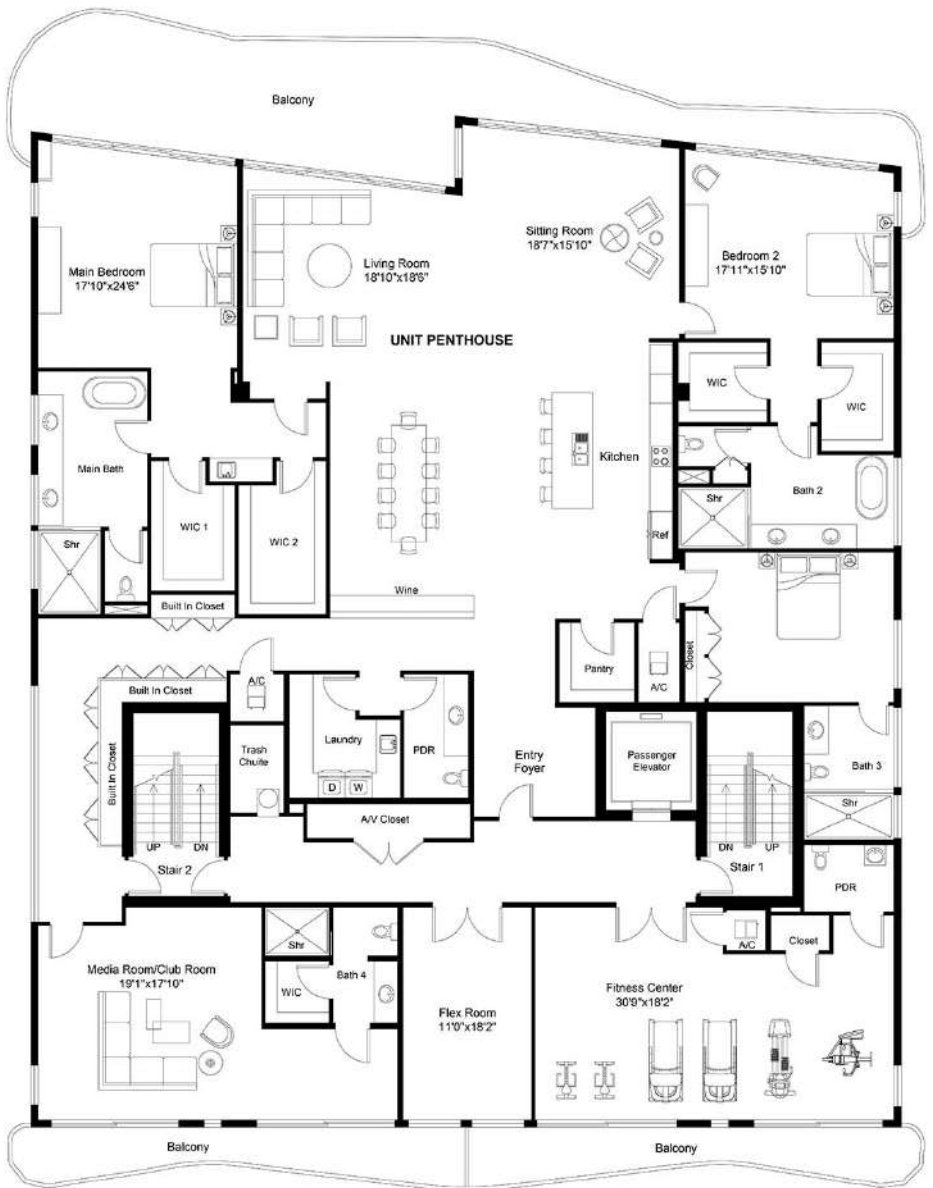 Balcony
Main Bedroom
17'10"x24'6"
Living Room
18'10"x18'6"
Sitting Room
18'7"x15'10"
Bedroom 2
17'11"x15'10"
UNIT PENTHOUSE
WIC
WIC
Main Bath
Kitchen
Bath 2
Shr
WIC 1
WIC 2
Shr
Ref
Built In Closet
Wine
Closet
Pantry
A/C
A/C
Built In Closet
Built In Closet
Trash
Chuite
Laundry
D
W
PDR
Entry
Foyer
Passenger
Elevator
Bath 3
Shr
A/V Closet
UP
DN
Stair 2
DN
UP
Stair 1
PDR
Shr
A/C
Closet
Media Room/Club Room
19'1"x17'10"
WIC
Bath 4
Flex Room
11'0"x18'2"
Fitness Center
30'9"x18'2"
Balcony
Balcony